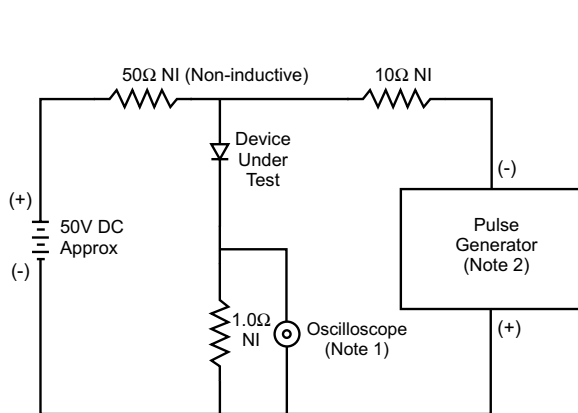 50Ω NI (Non-inductive)
10Ω NI
Device
Under
Test
(+)
50V DC
Approx
(-)
(-)
Pulse
Generator
(Note 2)
(+)
1.0Ω
NI
Oscilloscope
(Note 1)